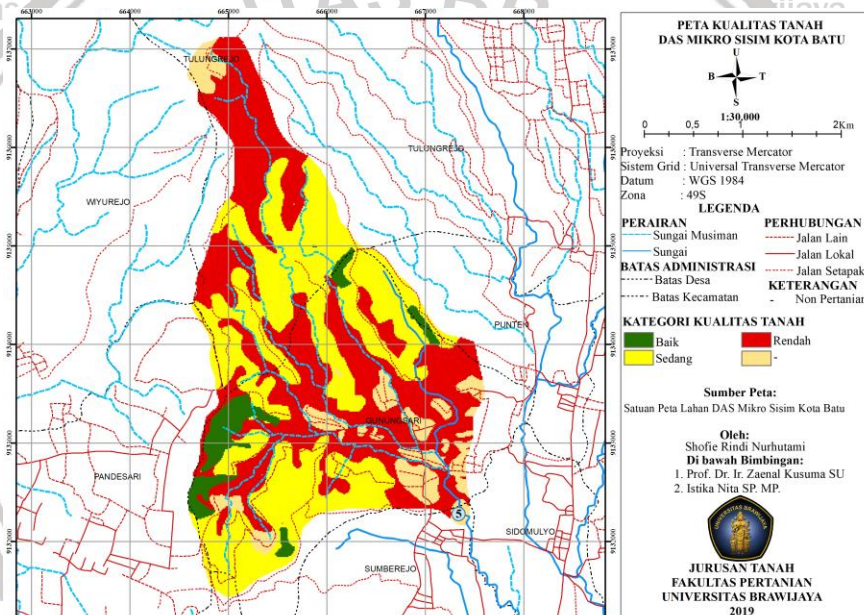 663000 664000 665000 666000 667000 668000
TULUNGREJO
TULUNGREJO
WIYUREJO
PUNTEN
GUNUNGSARI
PANDESARI
5
SIDOMULYO
SUMBEREJO
PETA KUALITAS TANAH
DAS MIKRO SISIM KOTA BATU
U
B T
S
1:30,000
0 0,5 1 2Km
Proyeksi : Transverse Mercator
Sistem Grid : Universal Transverse Mercator
Datum : WGS 1984
Zona : 49S
LEGENDA
PERAIRAN
Sungai Musiman
Sungai
BATAS ADMINISTRASI
Batas Desa
Batas Kecamatan
PERHUBUNGAN
Jalan Lain
Jalan Lokal
Jalan Setapak
KETERANGAN
- Non Pertanian
KATEGORI KUALITAS TANAH
Baik Rendah
Sedang -
Sumber Peta:
Satuan Peta Lahan DAS Mikro Sisim Kota Batu
Oleh:
Shofie Rindi Nurhutami
Di bawah Bimbingan:
1. Prof. Dr. Ir. Zaenal Kusuma SU
2. Istika Nita SP. MP.
UNIVERSITAS BRAWIJAYA
JURUSAN TANAH
FAKULTAS PERTANIAN
UNIVERSITAS BRAWIJAYA
2019